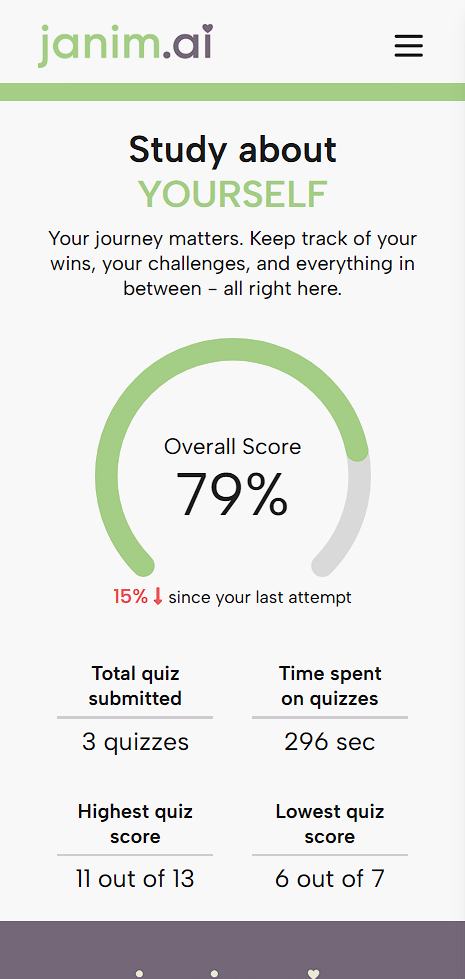 janim.ai
Study about
YOURSELF
Your journey matters. Keep track of your
wins, your challenges, and everything in
between – all right here.
Overall Score
79%
15% since your last attempt
Total quiz
submitted
3 quizzes
Time spent
on quizzes
296 sec
Highest quiz
score
11 out of 13
Lowest quiz
score
6 out of 7